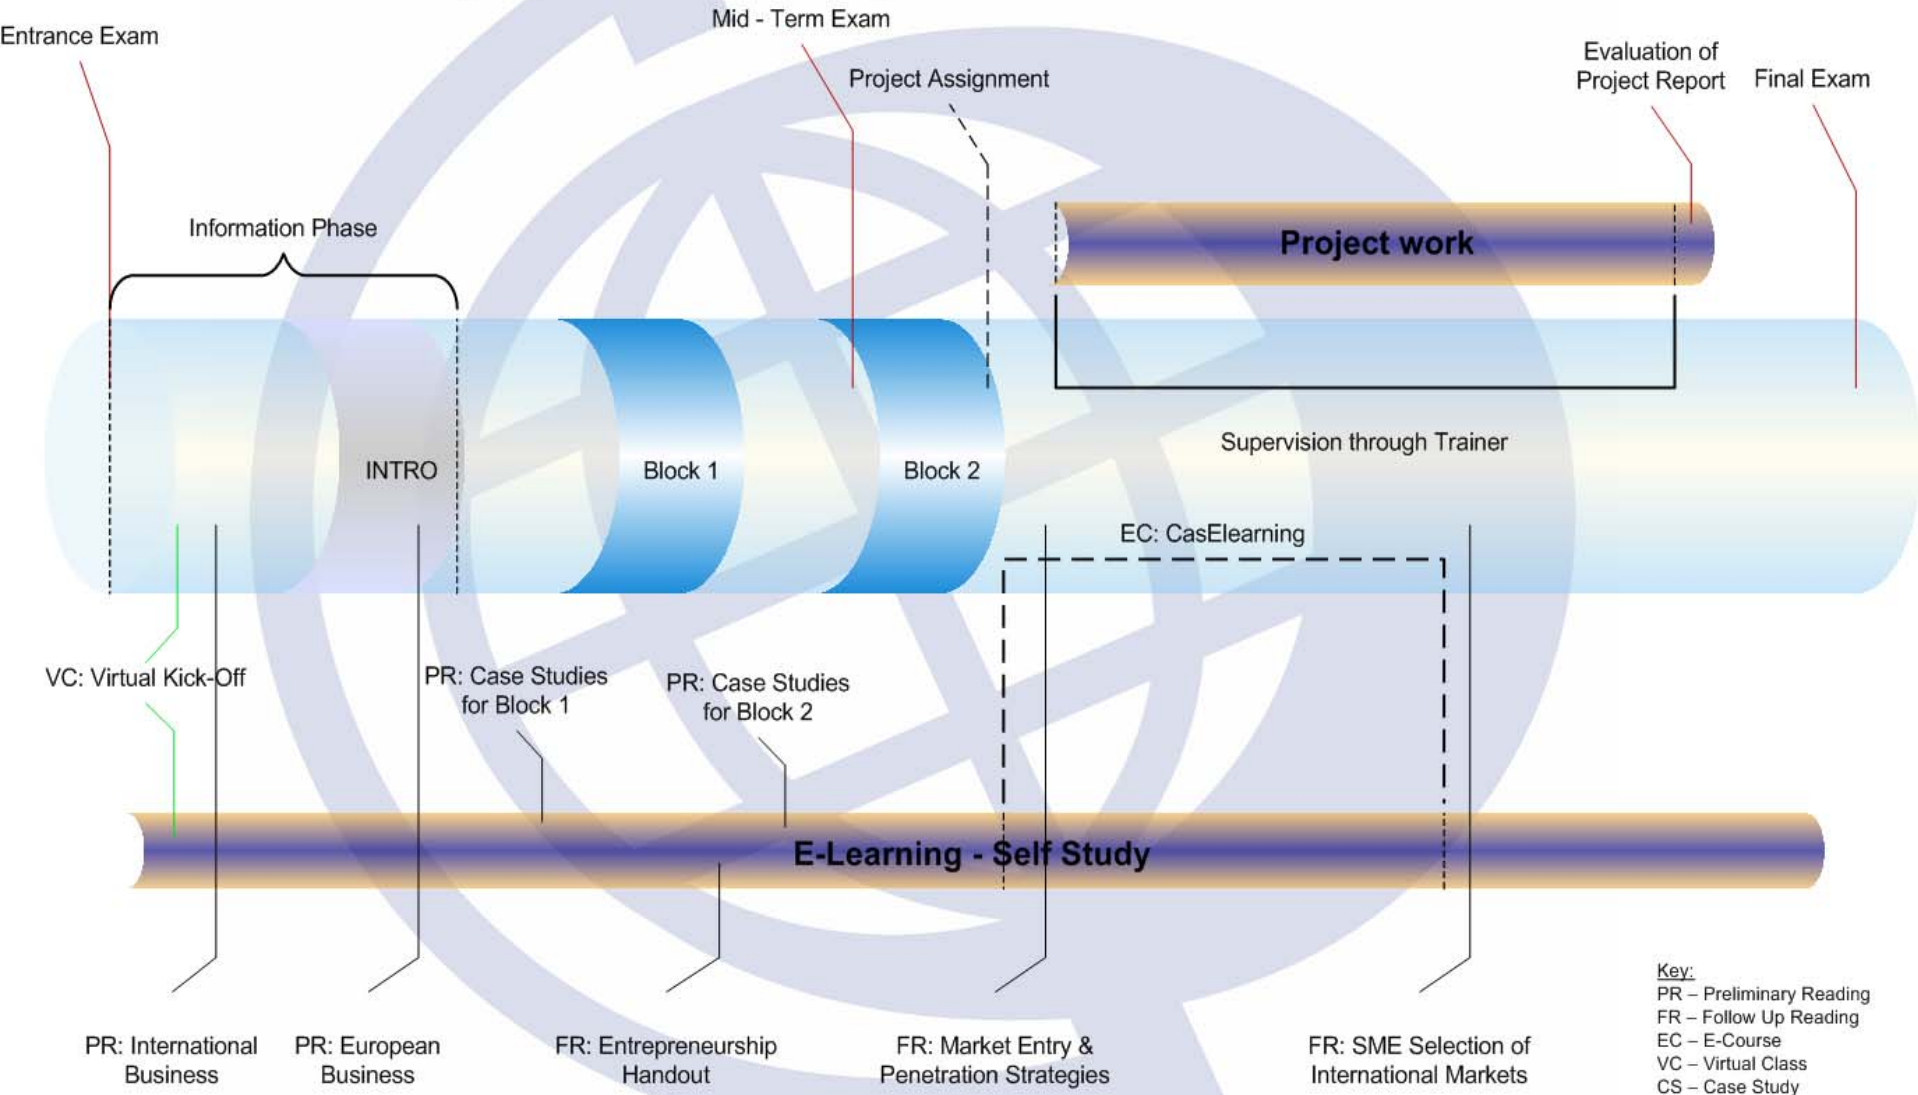 Entrance Exam
Mid - Term Exam
Project Assignment
Evaluation of
Project Report
Final Exam
Information Phase
Project work
INTRO
Block 1
Block 2
Supervision through Trainer
EC: CasElearning
VC: Virtual Kick-Off
PR: Case Studies
for Block 1
PR: Case Studies
for Block 2
E-Learning - Self Study
PR: International
Business
PR: European
Business
FR: Entrepreneurship
Handout
FR: Market Entry &
Penetration Strategies
FR: SME Selection of
International Markets
Key:
PR – Preliminary Reading
FR – Follow Up Reading
EC – E-Course
VC – Virtual Class
CS – Case Study